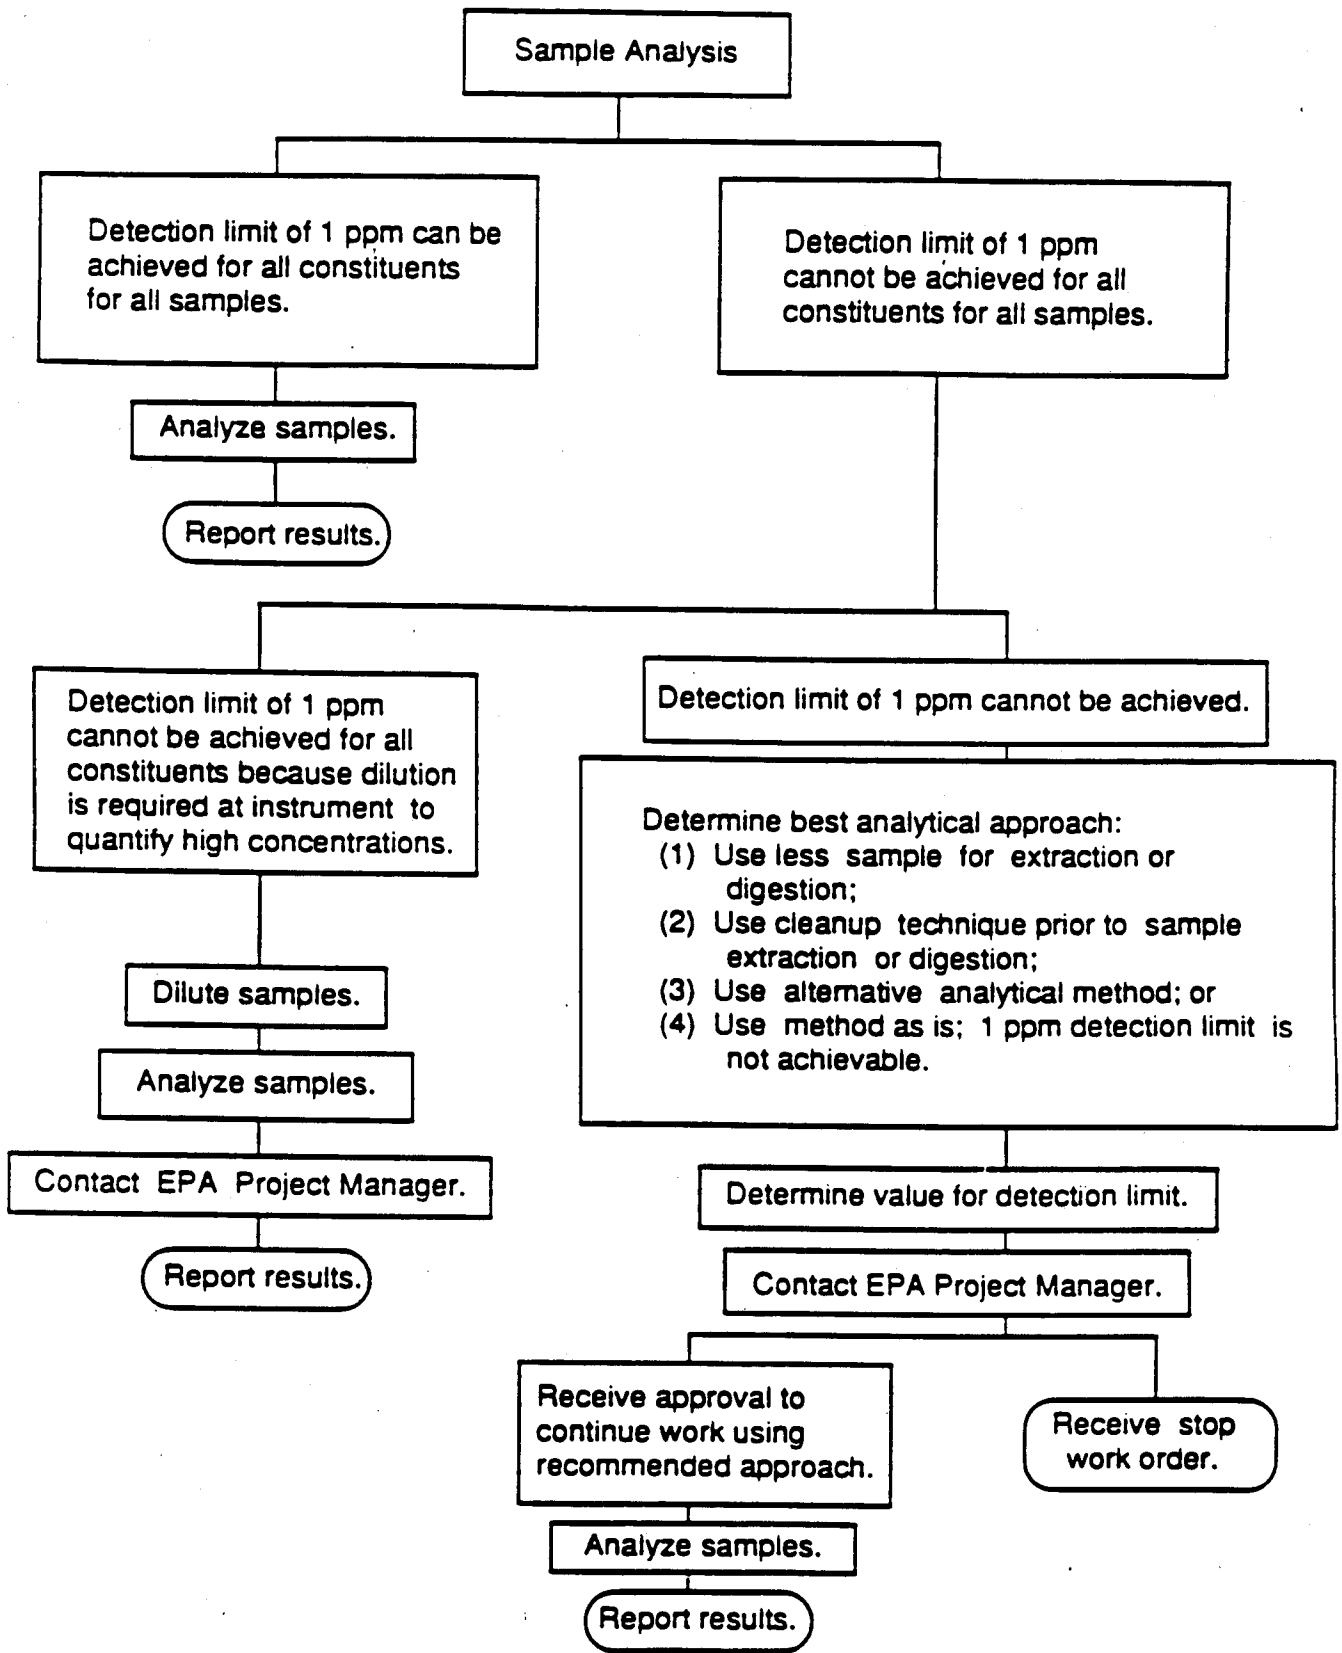 Sample Analysis
Detection limit of 1 ppm can be
achieved for all constituents
for all samples.
Detection limit of 1 ppm
cannot be achieved for all
constituents for all samples.
Analyze samples.
Report results.
Detection limit of 1 ppm
cannot be achieved for all
constituents because dilution
is required at instrument to
quantify high concentrations.
Dilute samples.
Analyze samples.
Contact EPA Project Manager.
Report results.
Detection limit of 1 ppm cannot be achieved.
Determine best analytical approach:
(1) Use less sample for extraction or
digestion;
(2) Use cleanup technique prior to sample
extraction or digestion;
(3) Use alternative analytical method; or
(4) Use method as is; 1 ppm detection limit is
not achievable.
Determine value for detection limit.
Contact EPA Project Manager.
Receive approval to
continue work using
recommended approach.
Analyze samples.
Report results.
Receive stop
work order.